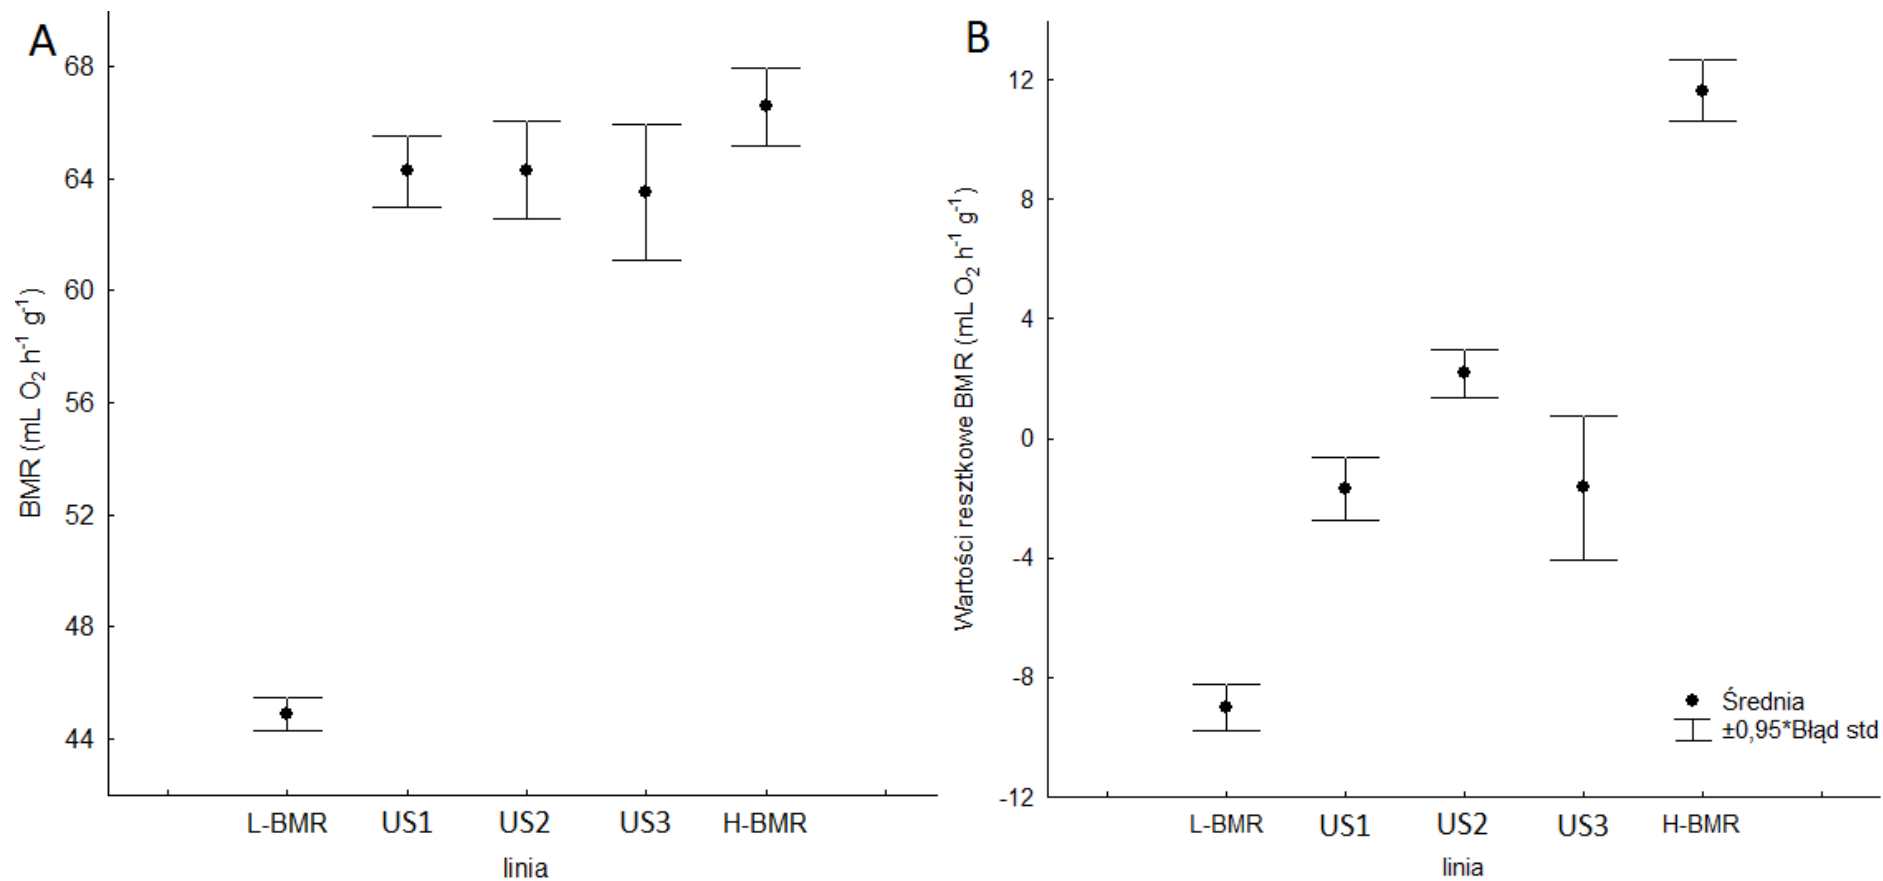 A
BMR (mL O₂ h⁻¹ g⁻¹)
68
64
60
56
52
48
44
L-BMR US1 US2 US3 H-BMR
linia
B
Wartości resztkowe BMR (mL O₂ h⁻¹ g⁻¹)
12
8
4
0
-4
-8
-12
L-BMR US1 US2 US3 H-BMR
linia
Średnia
±0,95*Błąd std